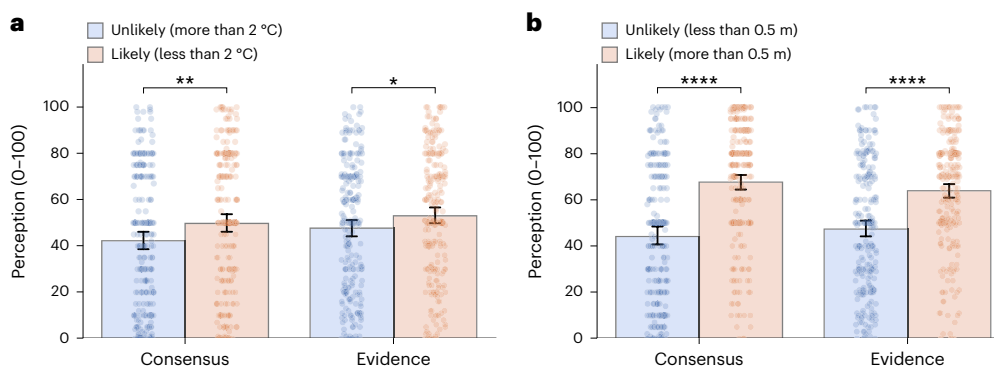 a
Unlikely (more than 2 °C)
Likely (less than 2 °C)
**
*
Perception (0–100)
100
80
60
40
20
0
Consensus
Evidence
b
Unlikely (less than 0.5 m)
Likely (more than 0.5 m)
****
****
Perception (0–100)
100
80
60
40
20
0
Consensus
Evidence